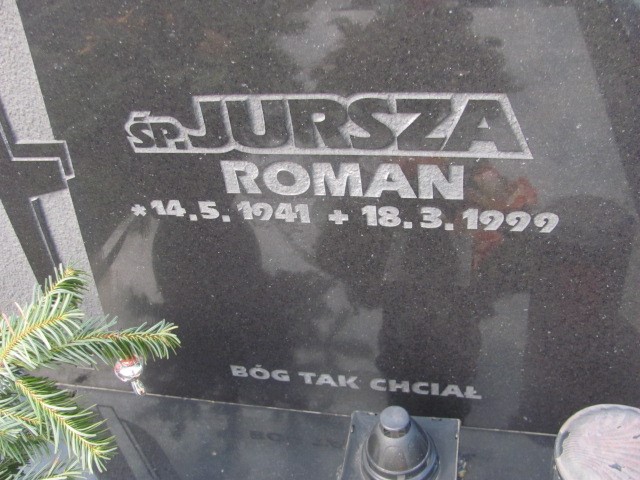 ŚP. JURSZA
ROMAN
* 14.5.1941 + 18.3.1999
BÓG TAK CHCIAŁ